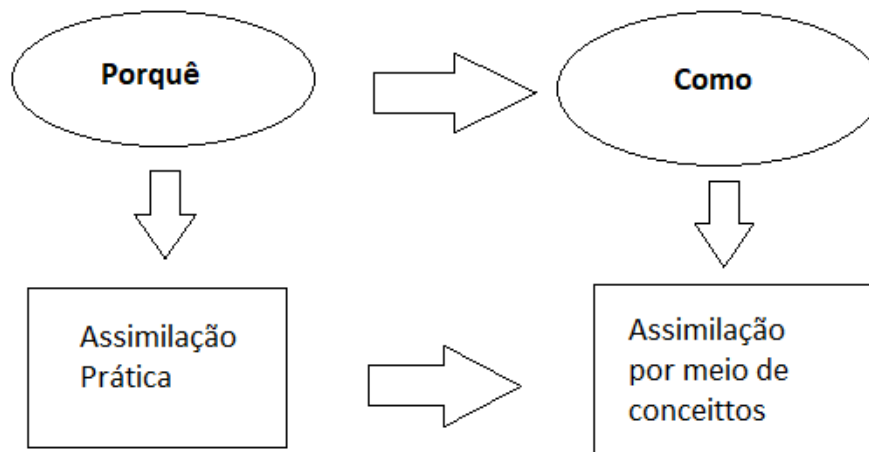 Porquê
Como
Assimilação
Prática
Assimilação
por meio de
conceittos